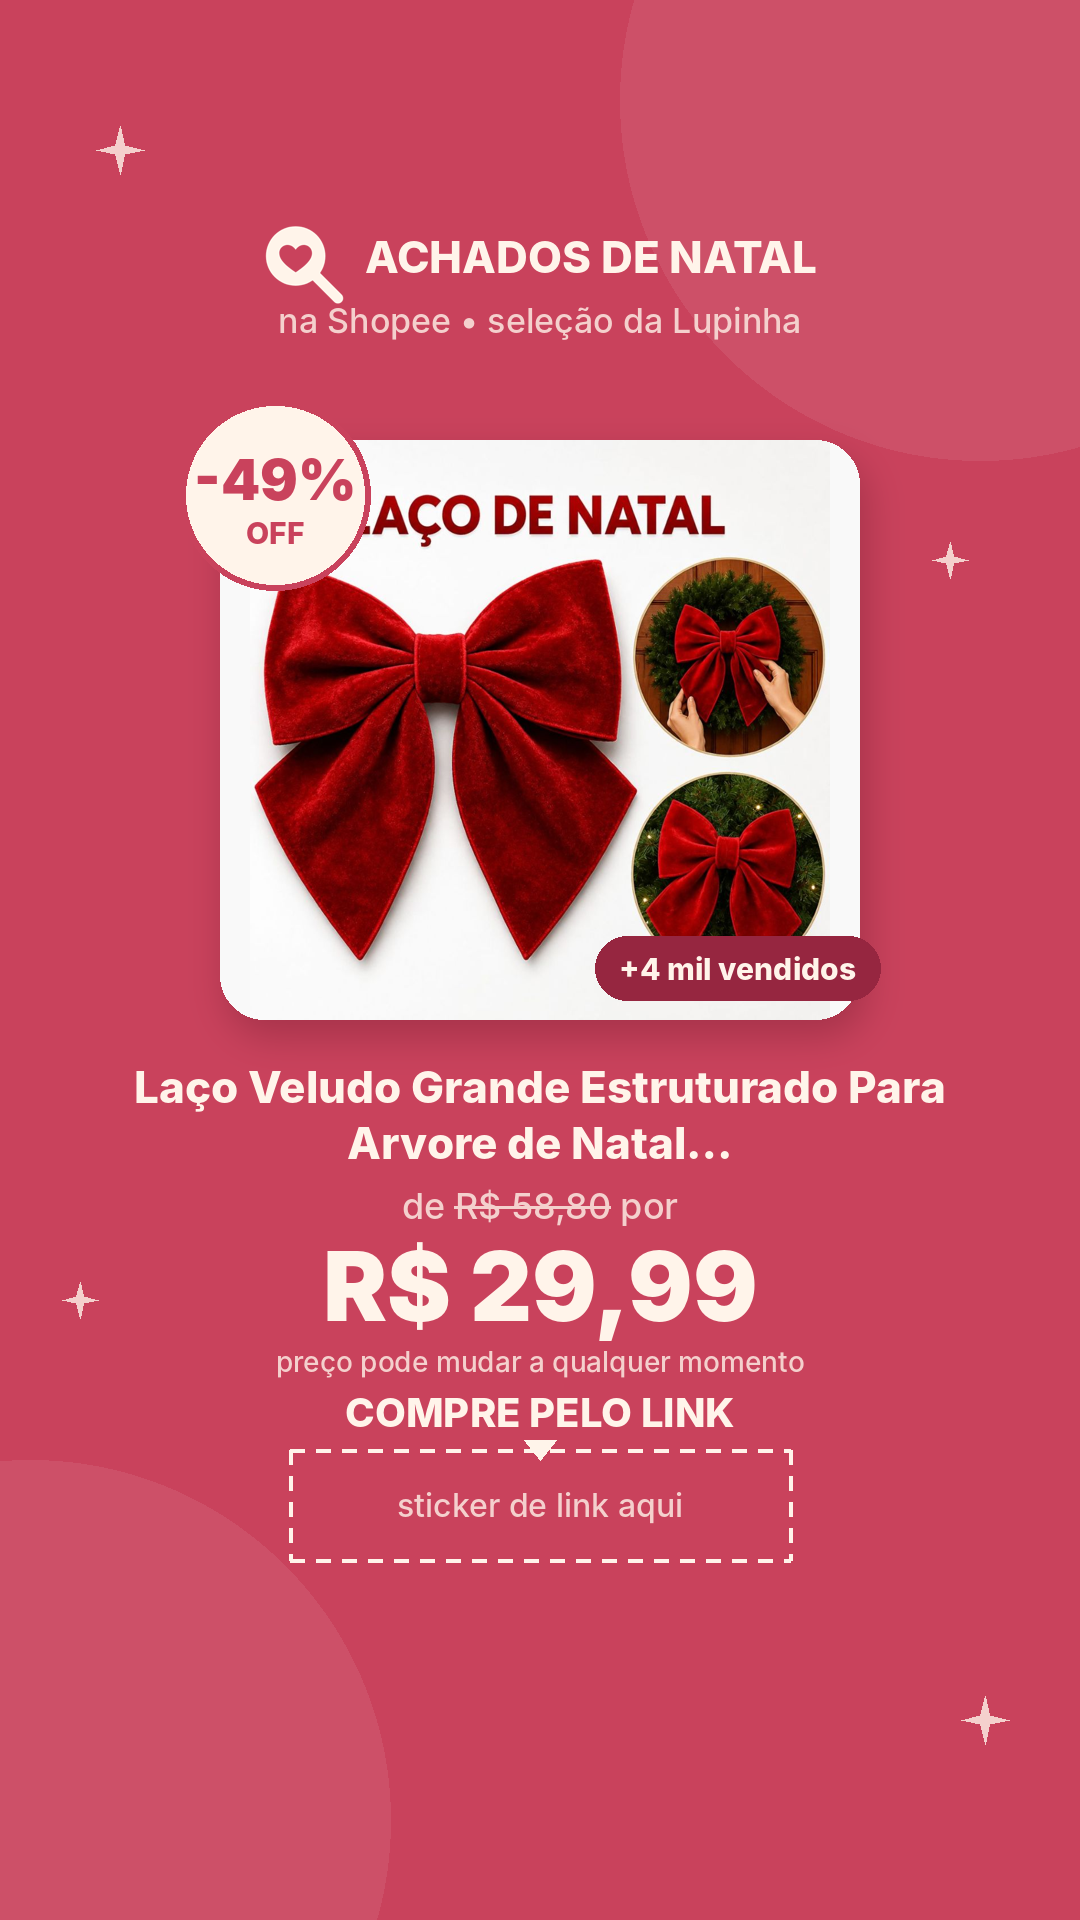 ACHADOS DE NATAL
na Shopee • seleção da Lupinha
-49%
OFF
LAÇO DE NATAL
+4 mil vendidos
Laço Veludo Grande Estruturado Para
Arvore de Natal...
de R$ 58,80 por
R$ 29,99
preço pode mudar a qualquer momento
COMPRE PELO LINK
sticker de link aqui